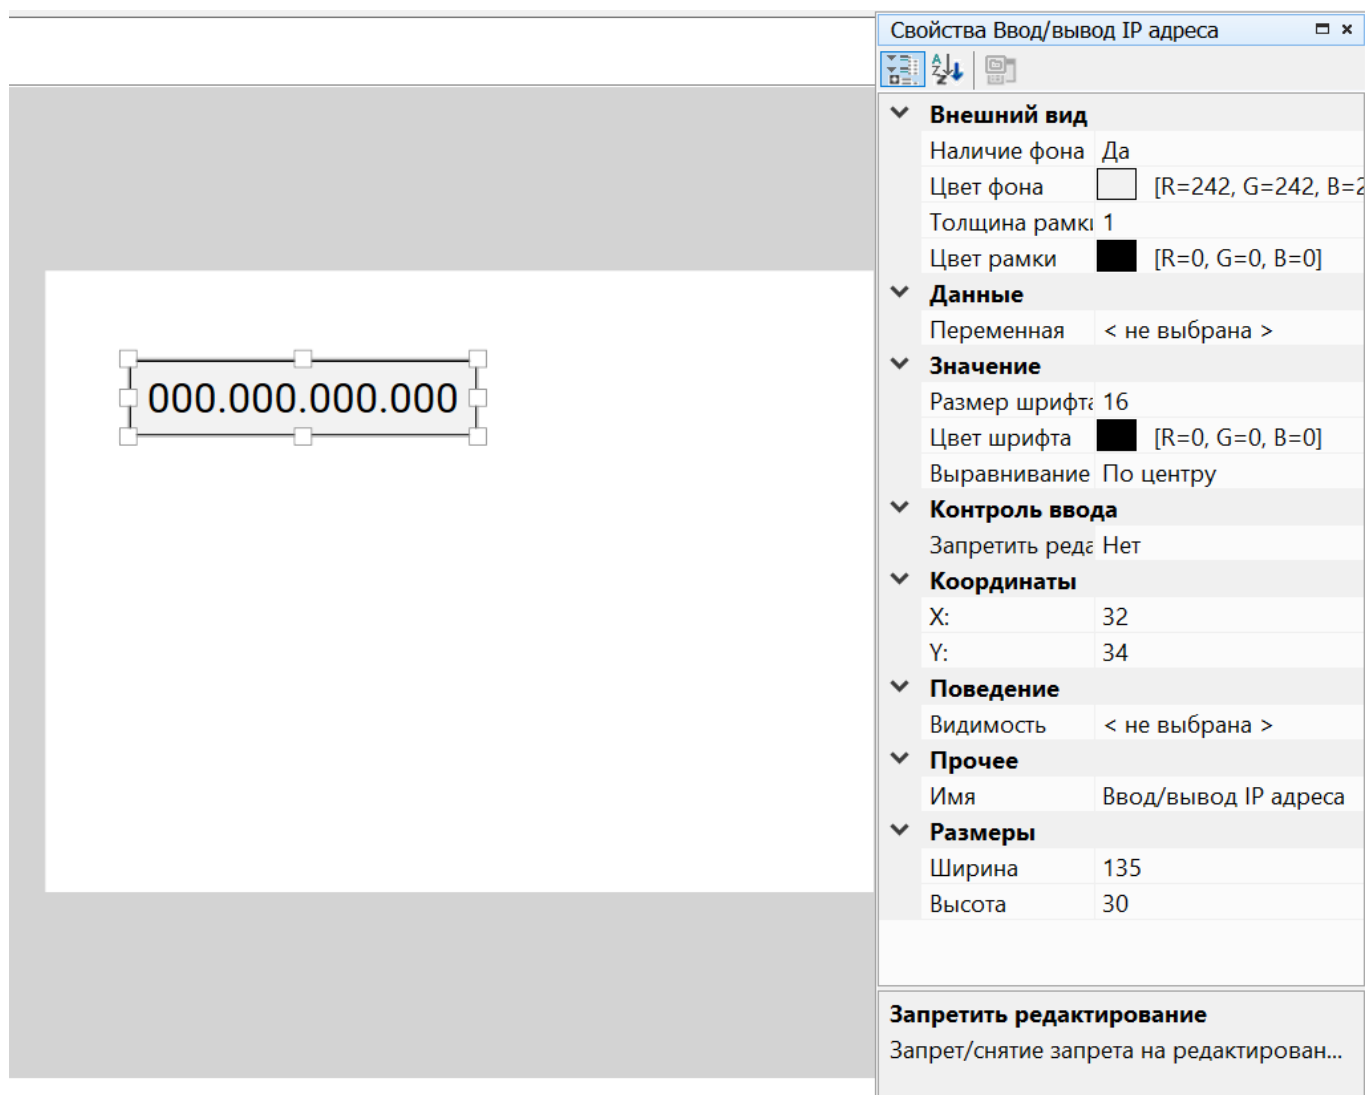 Свойства Ввод/вывод IP адреса
Внешний вид
Наличие фона Да
Цвет фона [R=242, G=242, B=2
Толщина рамки 1
Цвет рамки [R=0, G=0, B=0]
Данные
Переменная < не выбрана >
000.000.000.000
Значение
Размер шрифта 16
Цвет шрифта [R=0, G=0, B=0]
Выравнивание По центру
Контроль ввода
Запретить реда Нет
Координаты
X: 32
Y: 34
Поведение
Видимость < не выбрана >
Прочее
Имя Ввод/вывод IP адреса
Размеры
Ширина 135
Высота 30
Запретить редактирование
Запрет/снятие запрета на редактирован...